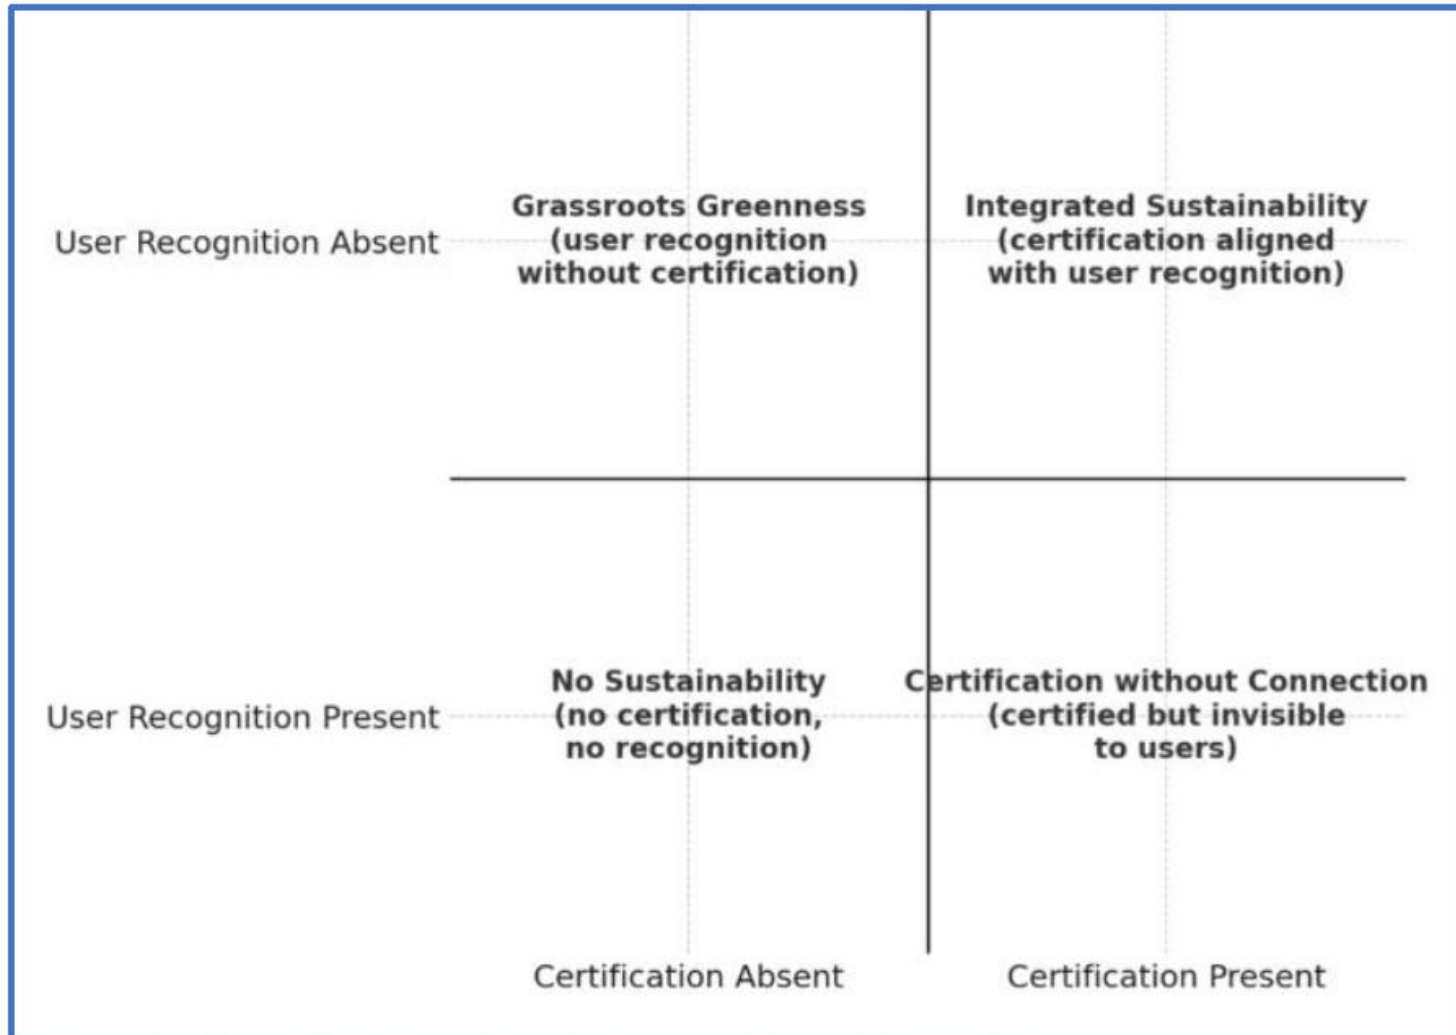 User Recognition Absent
Grassroots Greenness
(user recognition
without certification)
Integrated Sustainability
(certification aligned
with user recognition)
User Recognition Present
No Sustainability
(no certification,
no recognition)
Certification without Connection
(certified but invisible
to users)
Certification Absent
Certification Present